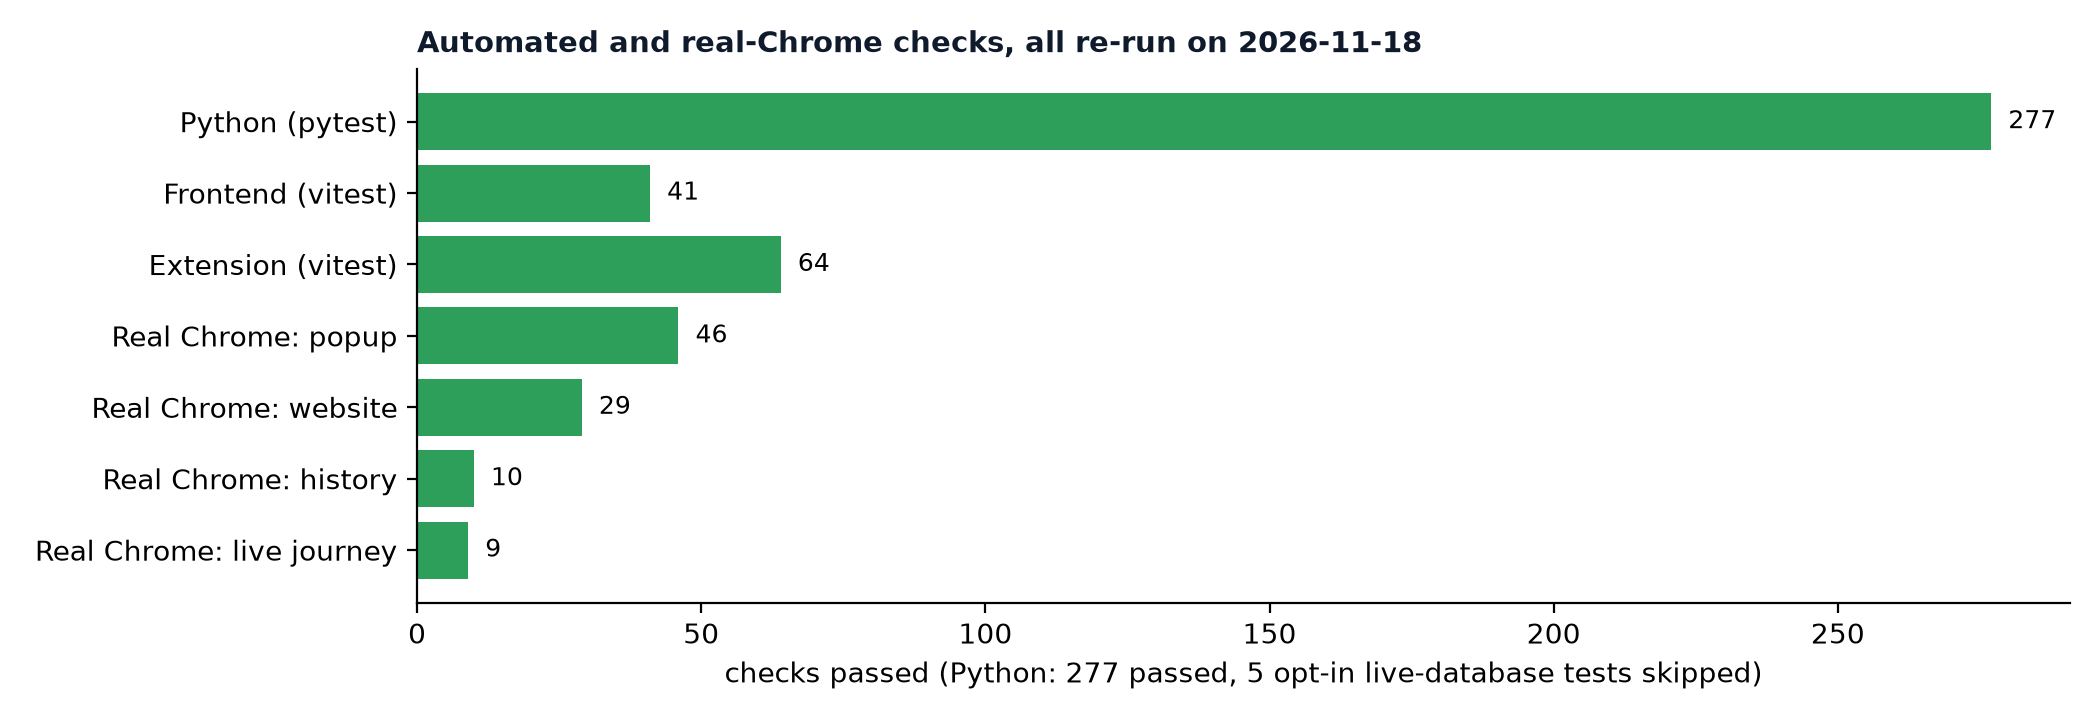 Automated and real-Chrome checks, all re-run on 2026-11-18
Python (pytest) 277
Frontend (vitest) 41
Extension (vitest) 64
Real Chrome: popup 46
Real Chrome: website 29
Real Chrome: history 10
Real Chrome: live journey 9
0 50 100 150 200 250
checks passed (Python: 277 passed, 5 opt-in live-database tests skipped)